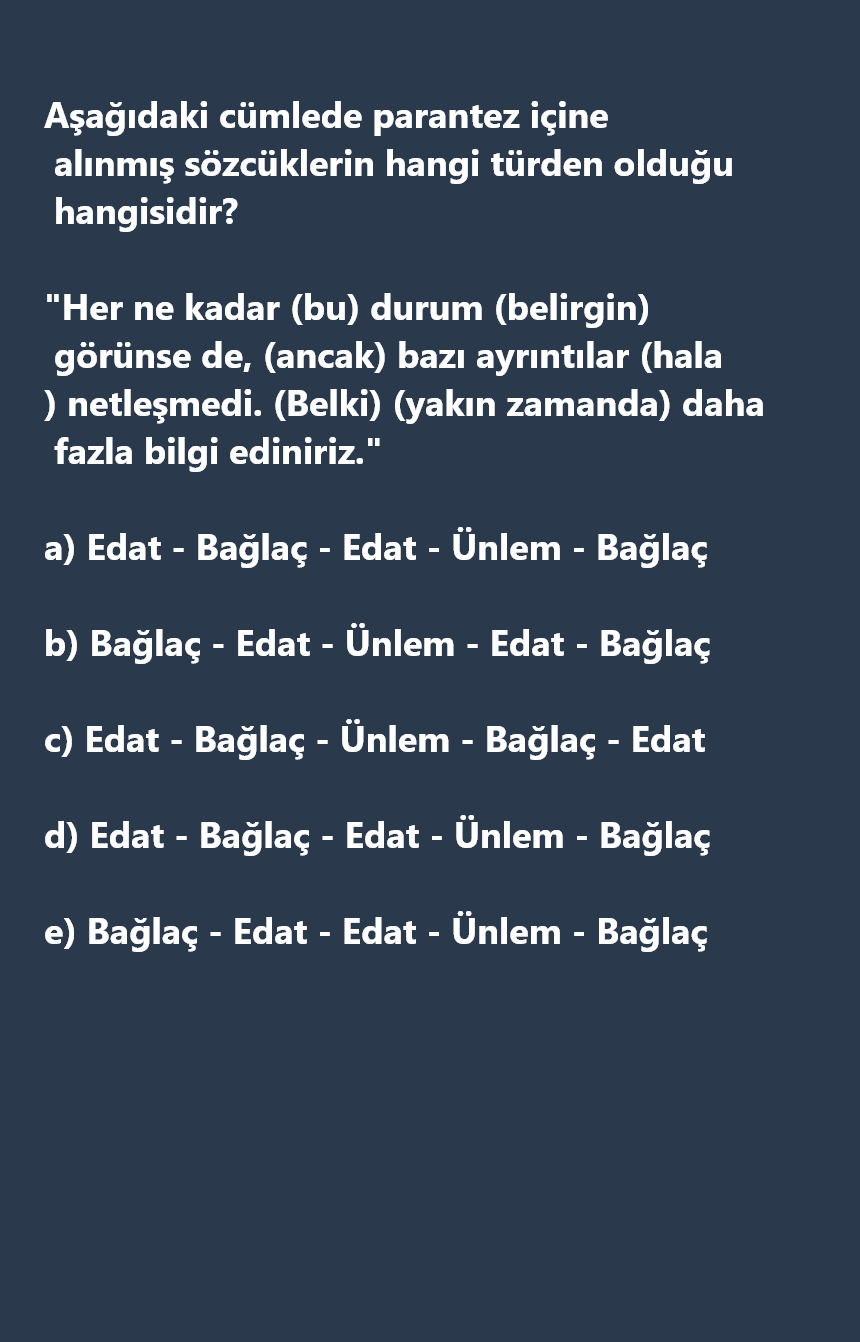 Aşağıdaki cümlede parantez içine
alınmış sözcüklerin hangi türden olduğu
hangisidir?
"Her ne kadar (bu) durum (belirgin)
görünse de, (ancak) bazı ayrıntılar (hala
) netleşmedi. (Belki) (yakın zamanda) daha
fazla bilgi ediniriz."
a) Edat - Bağlaç - Edat - Ünlem - Bağlaç
b) Bağlaç - Edat - Ünlem - Edat - Bağlaç
c) Edat - Bağlaç - Ünlem - Bağlaç - Edat
d) Edat - Bağlaç - Edat - Ünlem - Bağlaç
e) Bağlaç - Edat - Edat - Ünlem - Bağlaç